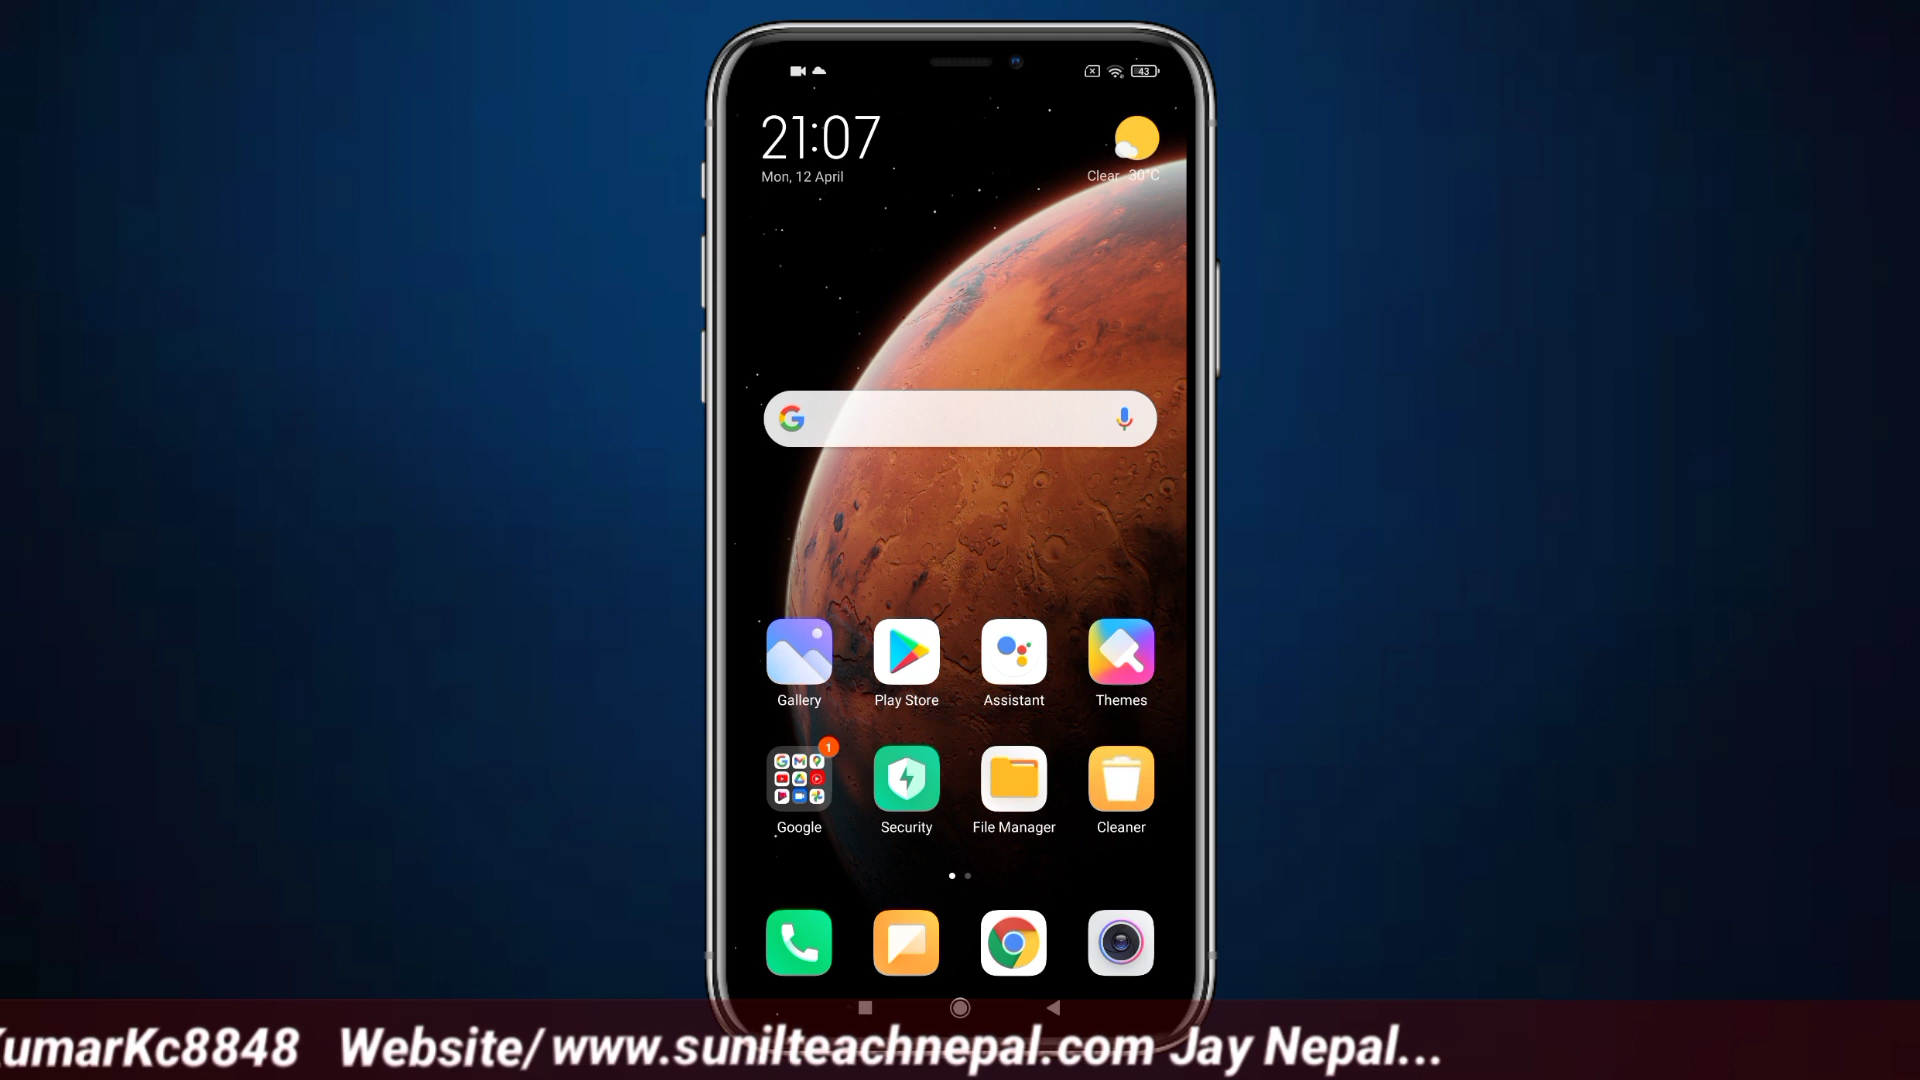 43
21:07
Mon, 12 April
Clear 30°C
Gallery
Play Store
Assistant
Themes
1
Google
Security
File Manager
Cleaner
umarKc8848 Website/ www.sunilteachnepal.com Jay Nepal...